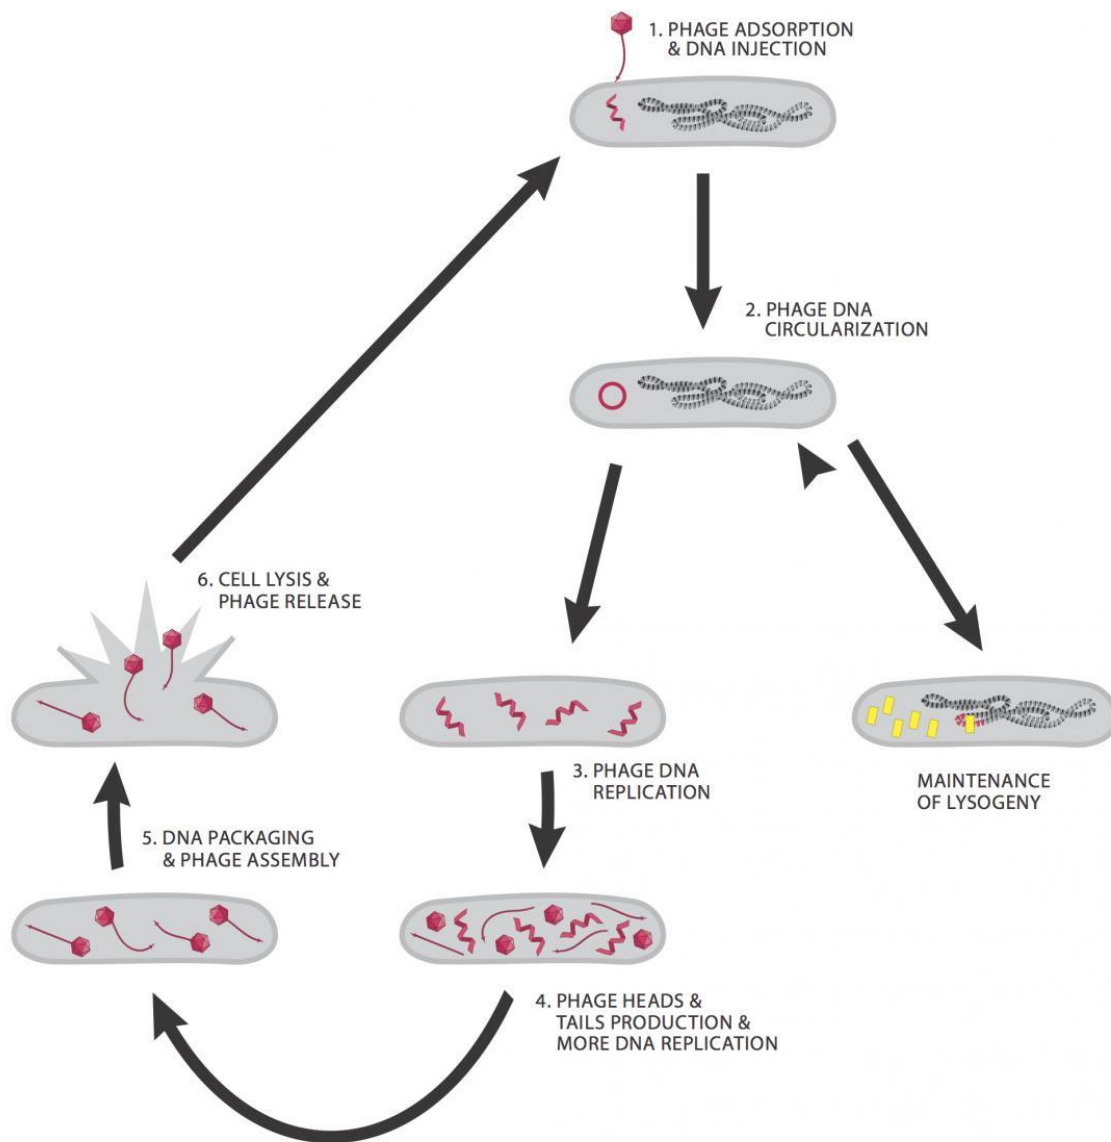 1. PHAGE ADSORPTION
& DNA INJECTION
2. PHAGE DNA
CIRCULARIZATION
6. CELL LYSIS &
PHAGE RELEASE
3. PHAGE DNA
REPLICATION
MAINTENANCE
OF LYSOGENY
5. DNA PACKAGING
& PHAGE ASSEMBLY
4. PHAGE HEADS &
TAILS PRODUCTION &
MORE DNA REPLICATION